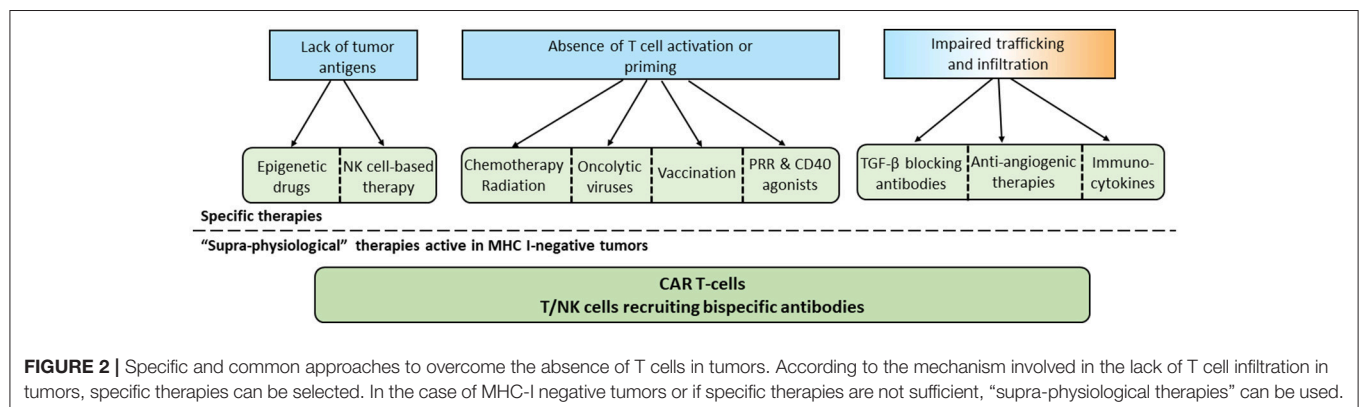 Lack of tumor
antigens
Absence of T cell activation or
priming
Impaired trafficking
and infiltration
Epigenetic
drugs
NK cell-based
therapy
Chemotherapy
Radiation
Oncolytic
viruses
Vaccination
PRR & CD40
agonists
TGF-β blocking
antibodies
Anti-angiogenic
therapies
Immuno-
cytokines
Specific therapies
“Supra-physiological” therapies active in MHC I-negative tumors
CAR T-cells
T/NK cells recruiting bispecific antibodies
FIGURE 2 | Specific and common approaches to overcome the absence of T cells in tumors. According to the mechanism involved in the lack of T cell infiltration in
tumors, specific therapies can be selected. In the case of MHC-I negative tumors or if specific therapies are not sufficient, “supra-physiological therapies” can be used.